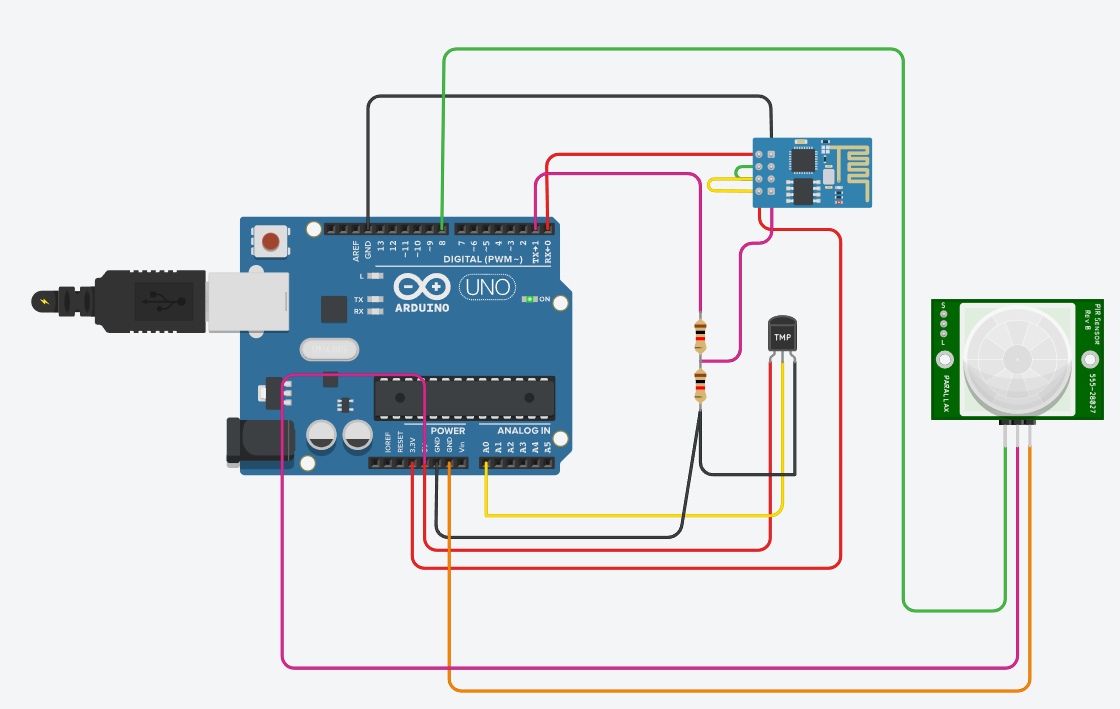 AREF
GND
13
12
~11
~10
~9
8
7
~6
~5
4
~3
2
TX→1
RX←0
DIGITAL (PWM~)
L
TX
RX
UNO
ARDUINO
ON
POWER
ANALOG IN
IOREF
RESET
3.3V
GND
GND
Vin
A0
A1
A2
A3
A4
A5
TMP
S
L
PIR Sensor
Rev B
PARALLAX
555-28027